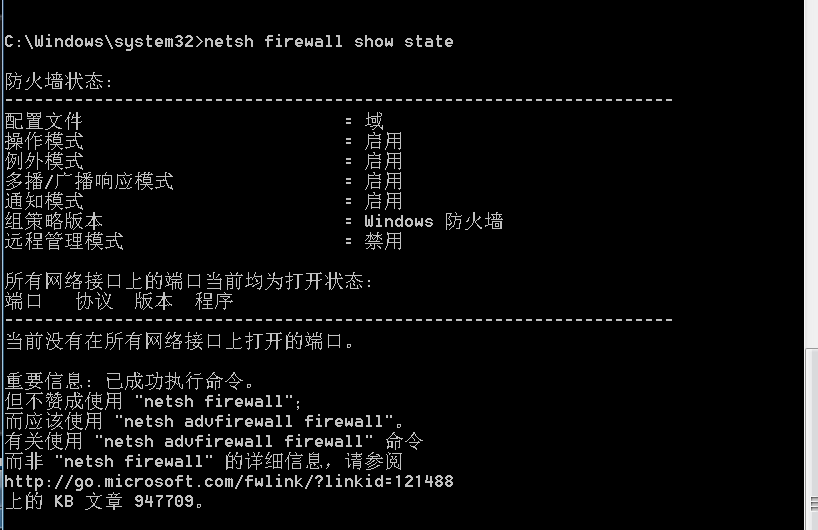 C:\Windows\system32>netsh firewall show state
防火墙状态:
-------------------------------------------------------------------
配置文件 = 域
操作模式 = 启用
例外模式 = 启用
多播/广播响应模式 = 启用
通知模式 = 启用
组策略版本 = Windows 防火墙
远程管理模式 = 禁用
所有网络接口上的端口当前均为打开状态:
端口 协议 版本 程序
-------------------------------------------------------------------
当前没有在所有网络接口上打开的端口。
重要信息: 已成功执行命令。
但不赞成使用 "netsh firewall";
而应该使用 "netsh advfirewall firewall"。
有关使用 "netsh advfirewall firewall" 命令
而非 "netsh firewall" 的详细信息，请参阅
http://go.microsoft.com/fwlink/?linkid=121488
上的 KB 文章 947709。